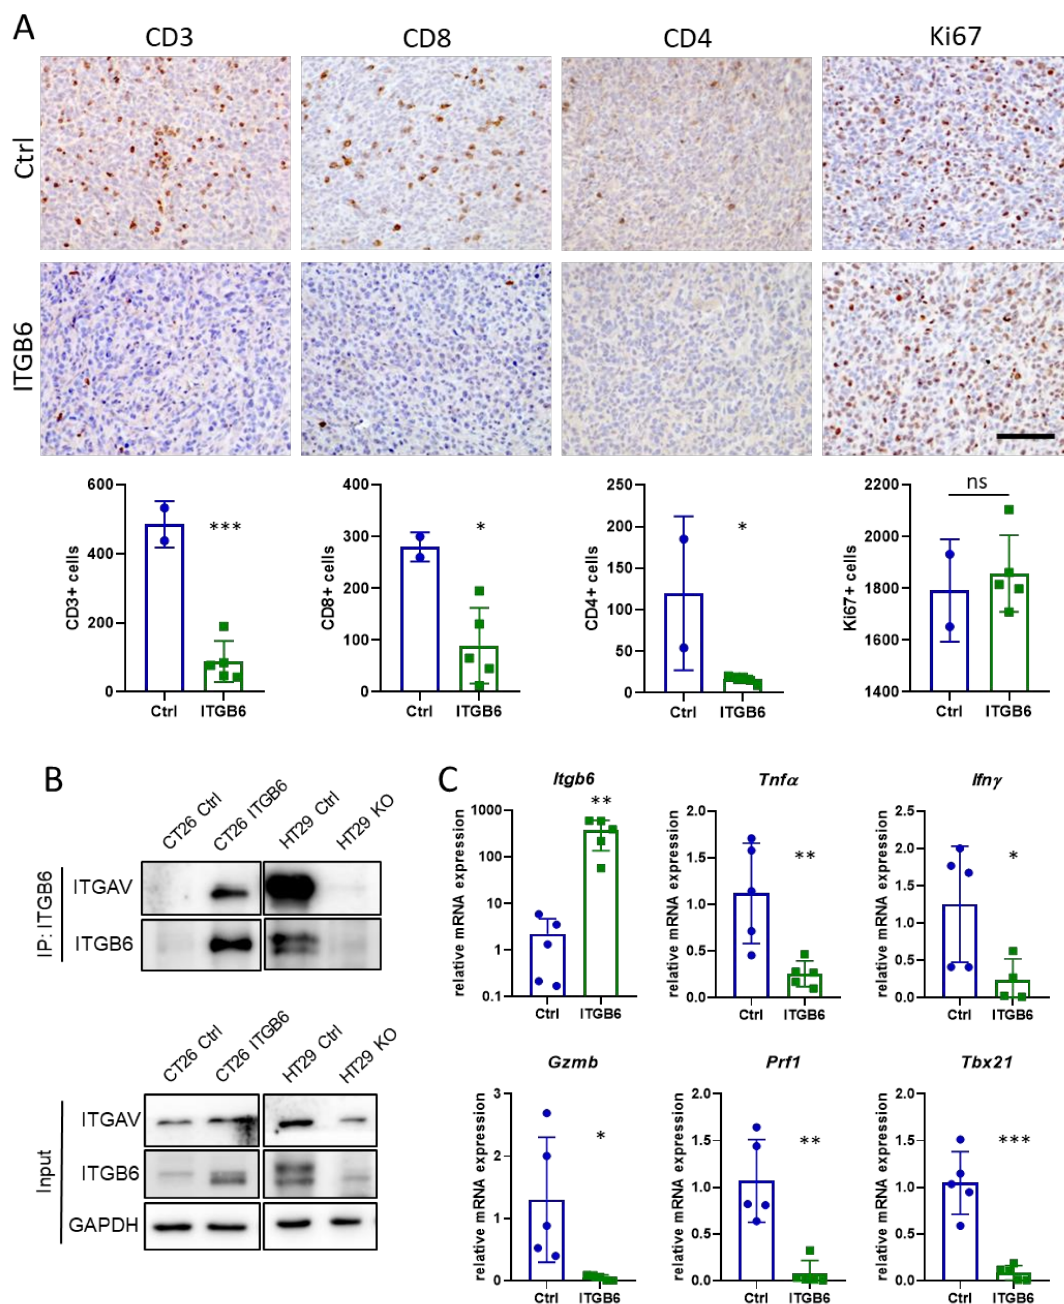 A
CD3
CD8
CD4
Ki67
Ctrl
ITGB6
600
400
200
0
CD3+ cells
***
Ctrl
ITGB6
400
300
200
100
0
CD8+ cells
*
Ctrl
ITGB6
250
200
150
100
50
0
CD4+ cells
*
Ctrl
ITGB6
2200
2000
1800
1600
1400
Ki67+ cells
ns
Ctrl
ITGB6
B
CT26 Ctrl
CT26 ITGB6
HT29 Ctrl
HT29 KO
IP: ITGB6
ITGAV
ITGB6
CT26 Ctrl
CT26 ITGB6
HT29 Ctrl
HT29 KO
Input
ITGAV
ITGB6
GAPDH
C
Itgb6
relative mRNA expression
1000
100
10
1
0.1
**
Ctrl
ITGB6
Tnfα
relative mRNA expression
2.0
1.5
1.0
0.5
0.0
**
Ctrl
ITGB6
Ifnγ
relative mRNA expression
2.5
2.0
1.5
1.0
0.5
0.0
*
Ctrl
ITGB6
Gzmb
relative mRNA expression
3
2
1
0
*
Ctrl
ITGB6
Prf1
relative mRNA expression
2.0
1.5
1.0
0.5
0.0
**
Ctrl
ITGB6
Tbx21
relative mRNA expression
2.0
1.5
1.0
0.5
0.0
***
Ctrl
ITGB6